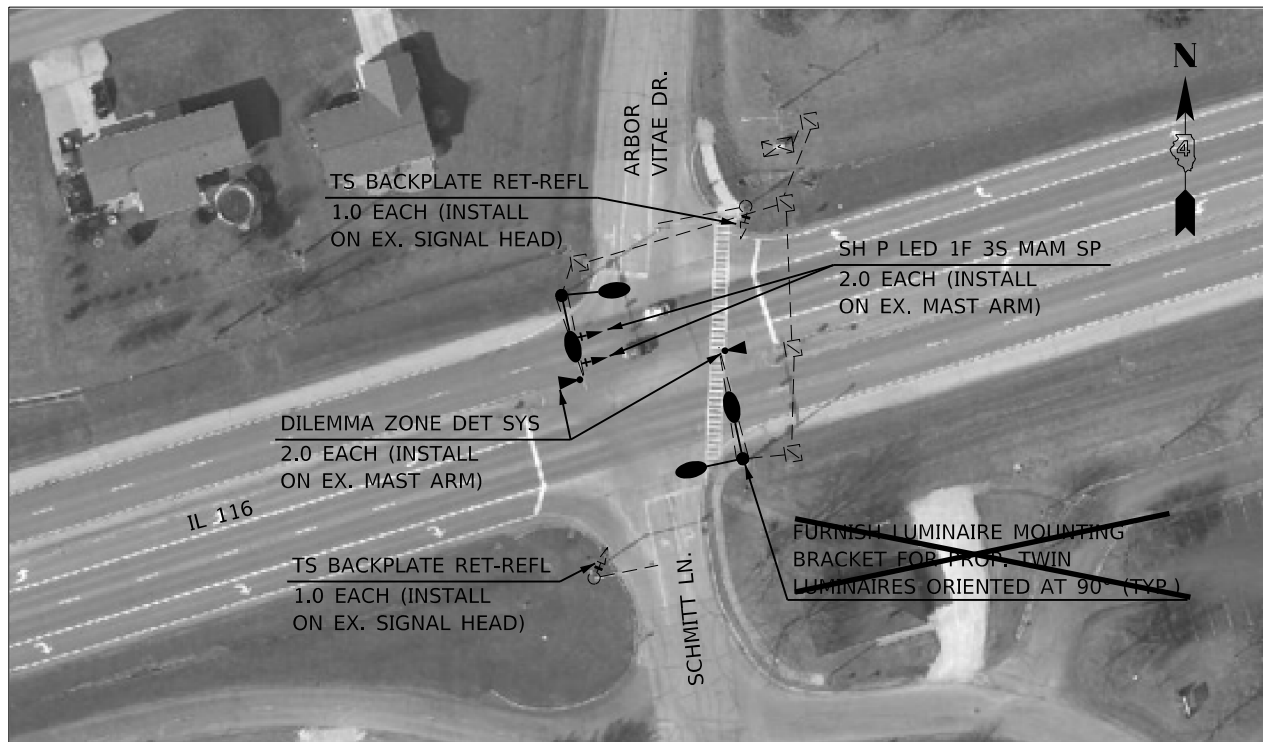 N
4
ARBOR
VITAE DR.
TS BACKPLATE RET-REFL
1.0 EACH (INSTALL
ON EX. SIGNAL HEAD)
SH P LED 1F 3S MAM SP
2.0 EACH (INSTALL
ON EX. MAST ARM)
DILEMMA ZONE DET SYS
2.0 EACH (INSTALL
ON EX. MAST ARM)
IL 116
FURNISH LUMINAIRE MOUNTING
BRACKET FOR PROP. TWIN
LUMINAIRES ORIENTED AT 90° (TYP.)
TS BACKPLATE RET-REFL
1.0 EACH (INSTALL
ON EX. SIGNAL HEAD)
SCHMITT LN.